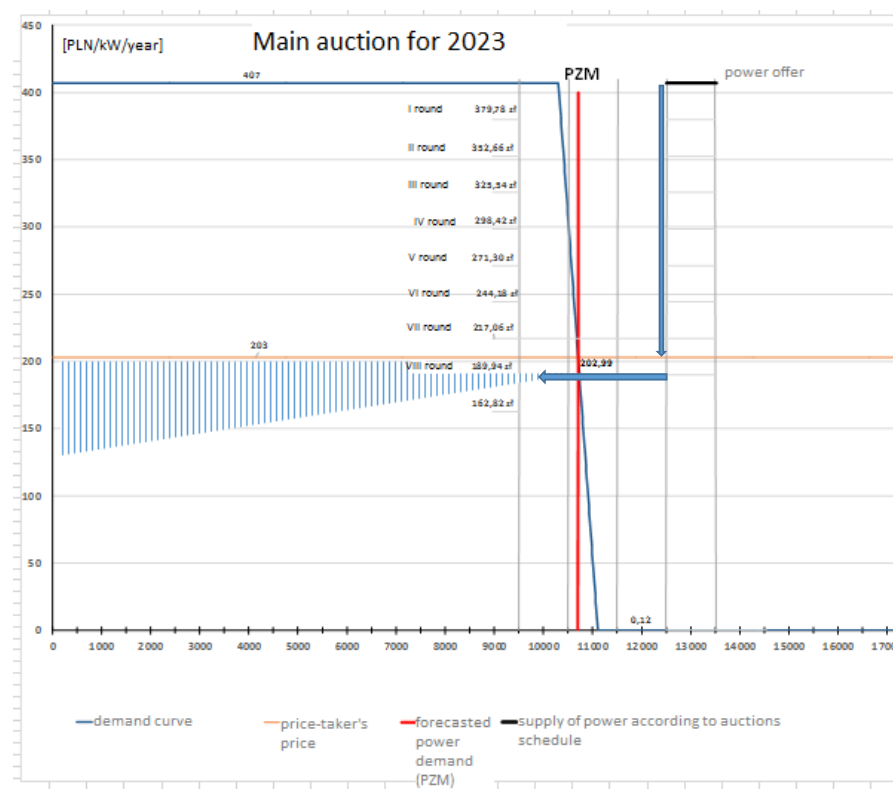 Main auction for 2023
[PLN/kW/year]
PZM
power offer
450
400
350
300
250
200
150
100
50
0
407
I round 379,78 zł
II round 352,66 zł
III round 325,54 zł
IV round 298,42 zł
V round 271,30 zł
VI round 244,18 zł
VII round 217,06 zł
203
VIII round 189,94 zł
202,99
162,82 zł
0,12
0 1000 2000 3000 4000 5000 6000 7000 8000 9000 10000 11000 12000 13000 14000 15000 16000 17000
demand curve
price-taker's
price
forecasted
power
demand
(PZM)
supply of power according to auctions
schedule